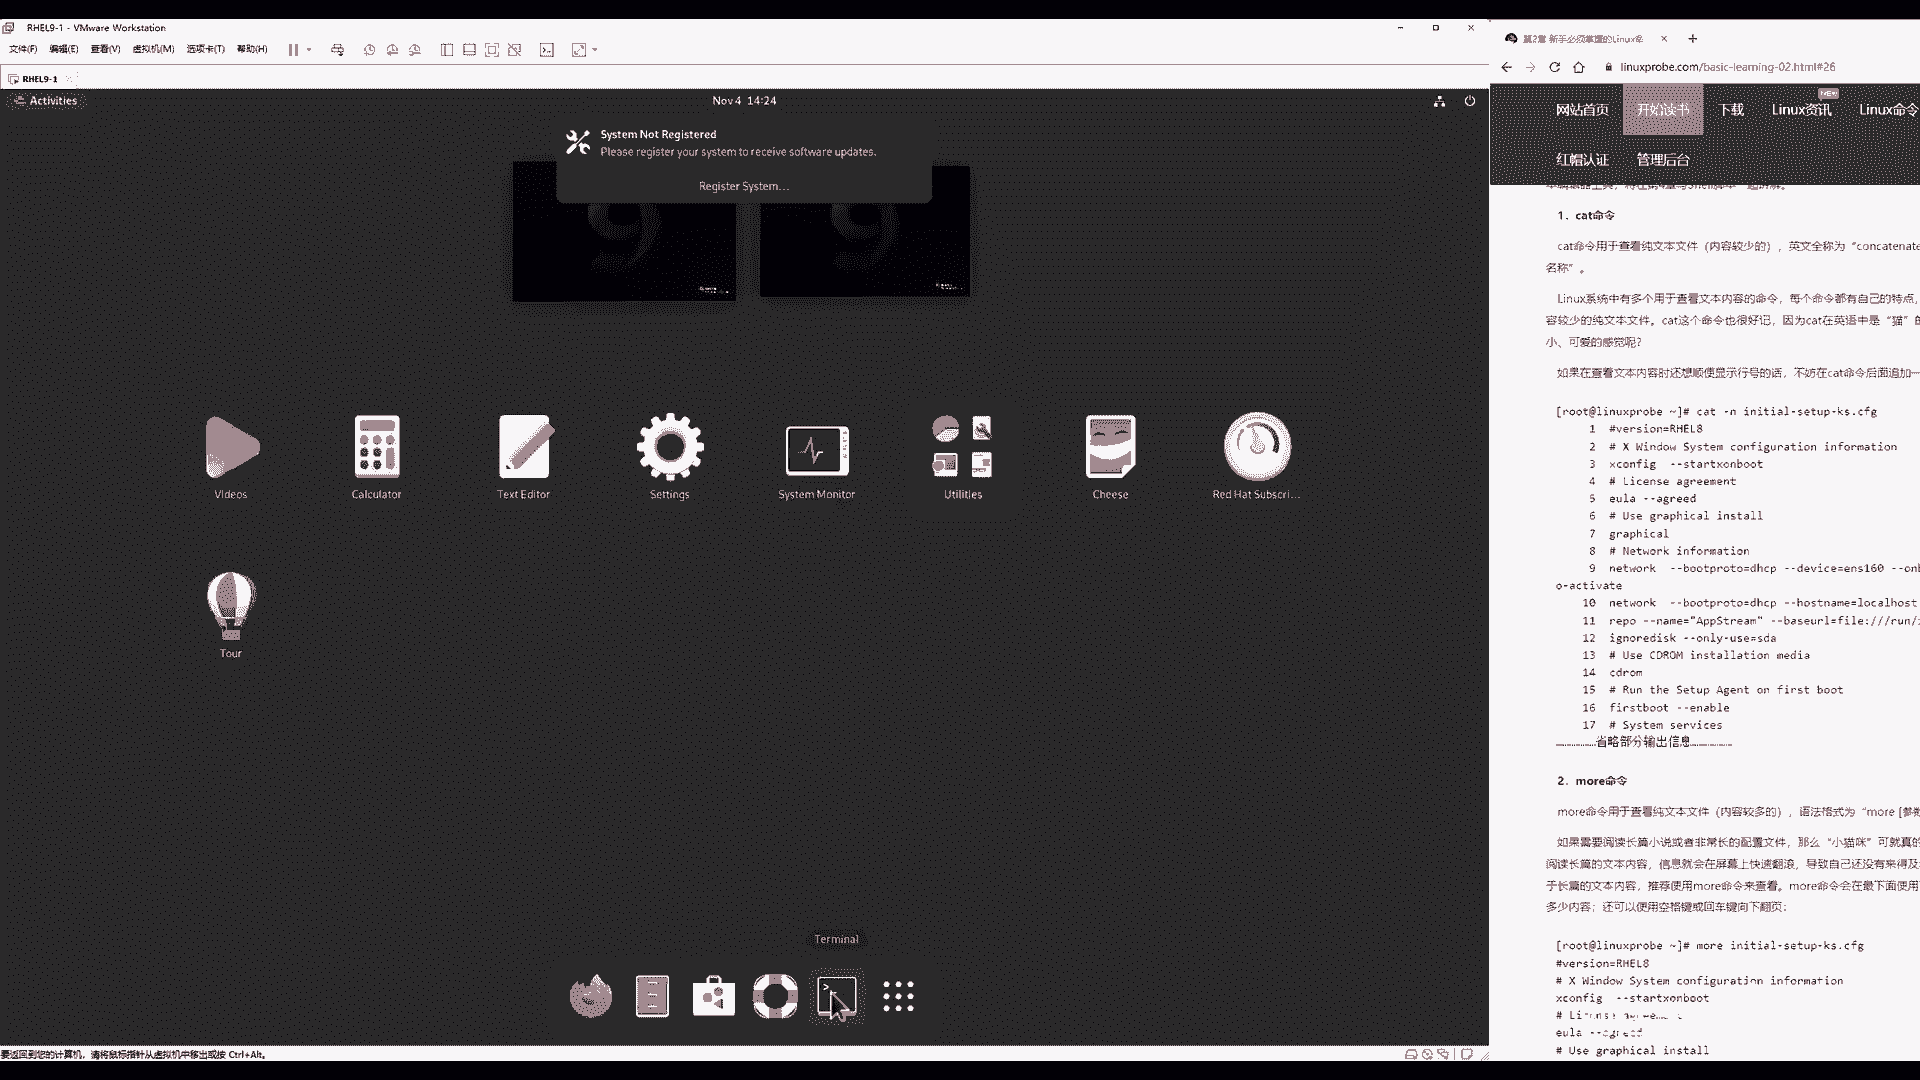 RHEL9-1 - VMware Workstation
文件(F) 编辑(E) 查看(V) 虚拟机(M) 选项卡(T) 帮助(H)
RHEL9-1
Activities
Nov 4 14:24
System Not Registered
Please register your system to receive software updates.
Register System…
Videos
Calculator
Text Editor
Settings
System Monitor
Utilities
Cheese
Red Hat Subscri…
Tour
Terminal
要返回到您的计算机，请将鼠标指针从虚拟机中移出或按 Ctrl+Alt。
第2章 新手必须掌握的Linux命
linuxprobe.com/basic-learning-02.html#26
网站首页 开始读书 下载 Linux资讯 Linux命令
NEW
红帽认证 管理后台
1. cat命令
cat命令用于查看纯文本文件（内容较少的），英文全称为“concatenate
名称”。
Linux系统中有多个用于查看文本内容的命令，每个命令都有自己的特点，
容较少的纯文本文件。cat这个命令也很好记，因为cat在英语中是“猫”的
小、可爱的感觉呢？
如果在查看文本内容时还想顺便显示行号的话，不妨在cat命令后面追加一
[root@linuxprobe ~]# cat -n initial-setup-ks.cfg
1 #version=RHEL8
2 # X Window System configuration information
3 xconfig --startxonboot
4 # License agreement
5 eula --agreed
6 # Use graphical install
7 graphical
8 # Network information
9 network --bootproto=dhcp --device=ens160 --onb
o-activate
10 network --bootproto=dhcp --hostname=localhost
11 repo --name="AppStream" --baseurl=file:///run/i
12 ignoredisk --only-use=sda
13 # Use CDROM installation media
14 cdrom
15 # Run the Setup Agent on first boot
16 firstboot --enable
17 # System services
………………省略部分输出信息………………
2. more命令
more命令用于查看纯文本文件（内容较多的），语法格式为“more [参数
如果需要阅读长篇小说或者非常长的配置文件，那么“小猫咪”可就真的
阅读长篇的文本内容，信息就会在屏幕上快速翻滚，导致自己还没有来得及
于长篇的文本内容，推荐使用more命令来查看。more命令会在最下面使用
多少内容；还可以使用空格键或回车键向下翻页：
[root@linuxprobe ~]# more initial-setup-ks.cfg
#version=RHEL8
# X Window System configuration information
xconfig --startxonboot
# License agreement
eula --agreed
# Use graphical install